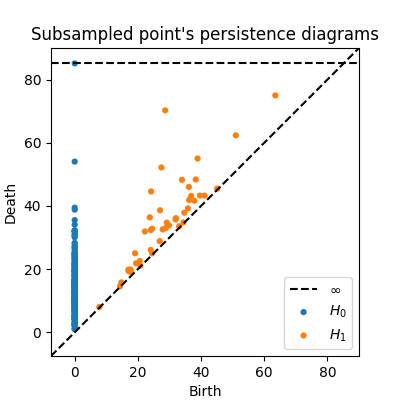 Subsampled point's persistence diagrams
Death
80
60
40
20
0
0 20 40 60 80
Birth
∞
H₀
H₁